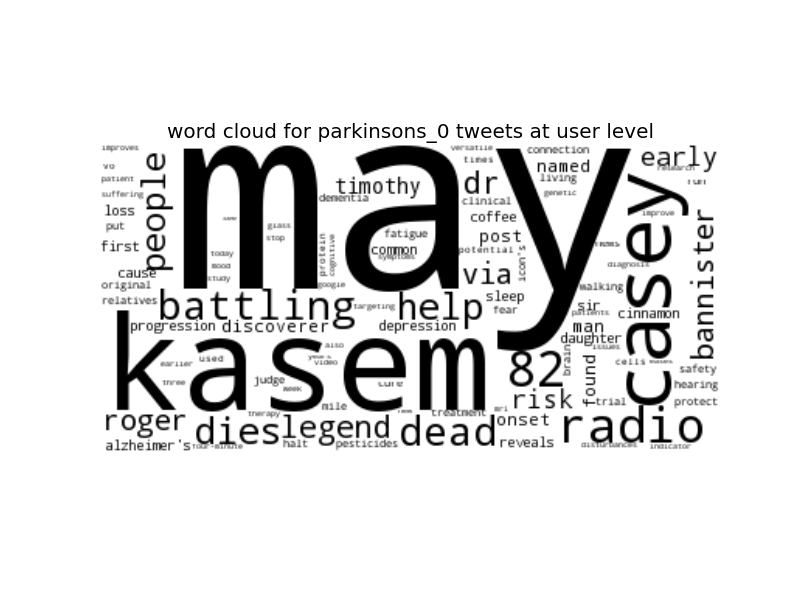 word cloud for parkinsons_0 tweets at user level
improves
versatile
connection
vo
people
may
times
named
early
research
patient
timothy
dr
living
run
suffering
dementia
clinical
genetic
casey
loss
glass
coffee
improve
bannister
put
stop
fatigue
post
icon's
first
today
protein
cognitive
common
potential
news
mood
symptoms
via
diagnosis
cause
study
original
google
sleep
walking
relatives
battling
targeting
help
fear
sir
patients
cinnamon
progression
discoverer
depression
man
kasem
also
daughter
earlier
used
year's
video
82
brain
issues
found
cells
safety
three
judge
week
cure
hearing
mile
risk
trial
protect
roger
therapy
new
treatment
mri
onset
radio
dies
legend
dead
alzheimer's
four-minute
halt
pesticides
reveals
disturbances
indicator